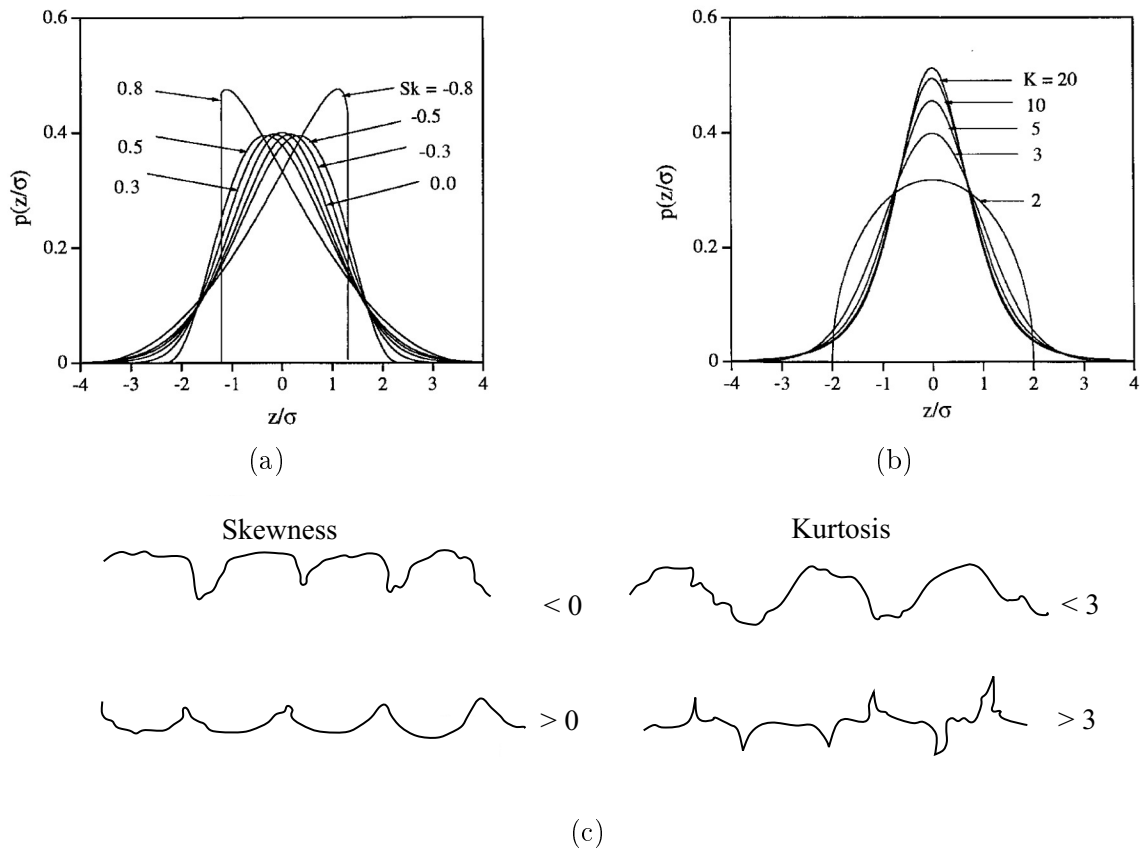 0.6
0.4
0.2
0
p(z/σ)
0.8
0.5
0.3
Sk = -0.8
-0.5
-0.3
0.0
-4 -3 -2 -1 0 1 2 3 4
z/σ
(a)
0.6
0.4
0.2
0
p(z/σ)
K = 20
10
5
3
2
-4 -3 -2 -1 0 1 2 3 4
z/σ
(b)
Skewness
< 0
> 0
Kurtosis
< 3
> 3
(c)